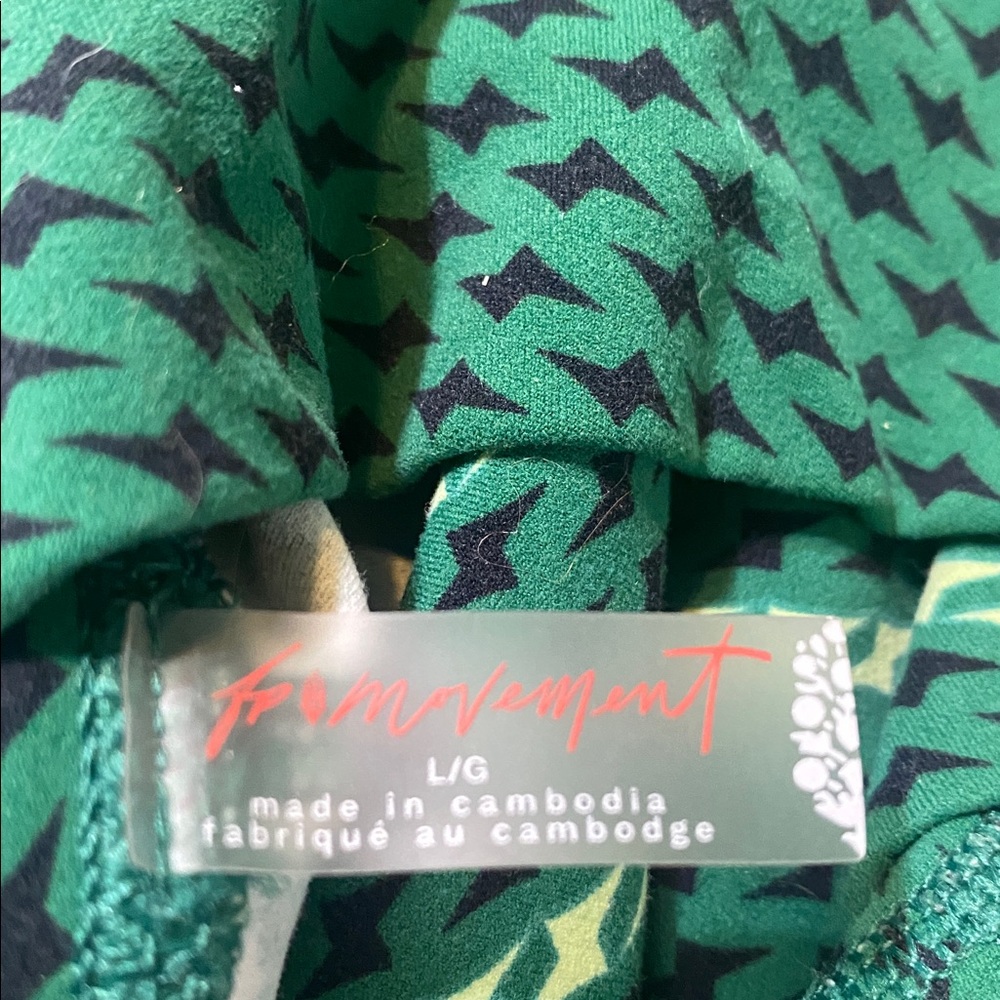 fp movement
L/G
made in cambodia
fabriqué au cambodge